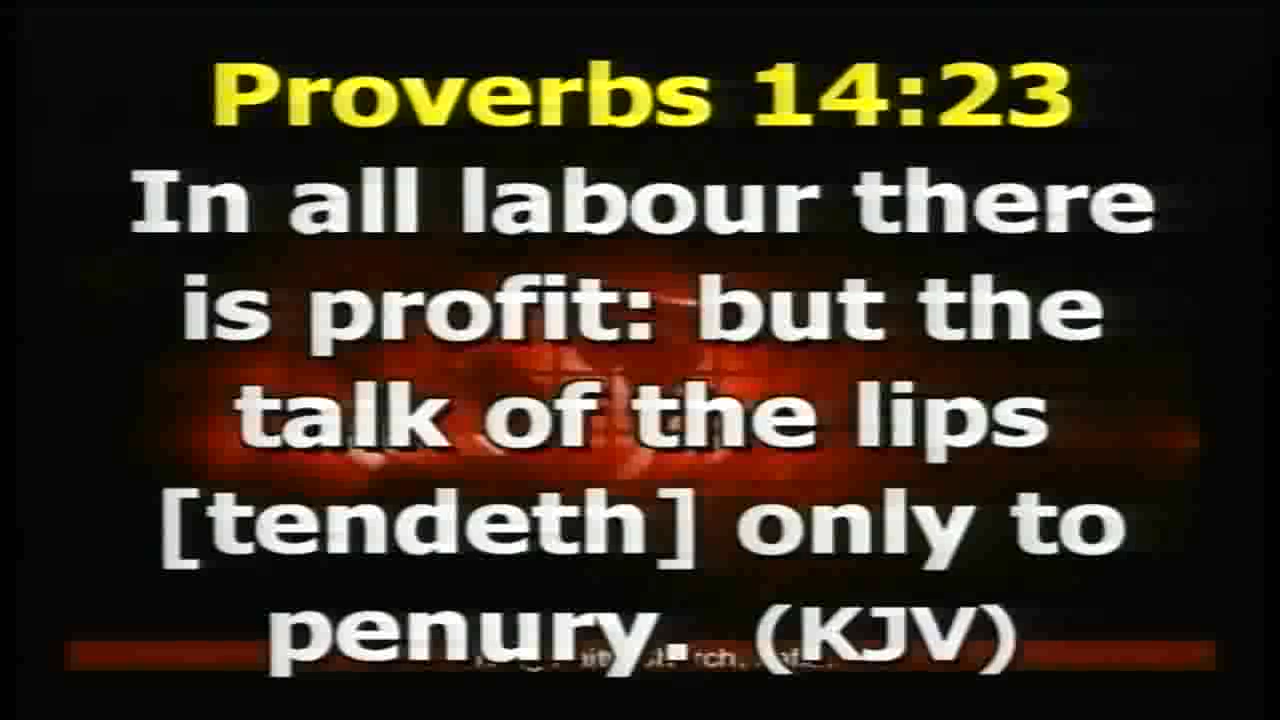 Proverbs 14:23
In all labour there
is profit: but the
talk of the lips
[tendeth] only to
penury. (KJV)